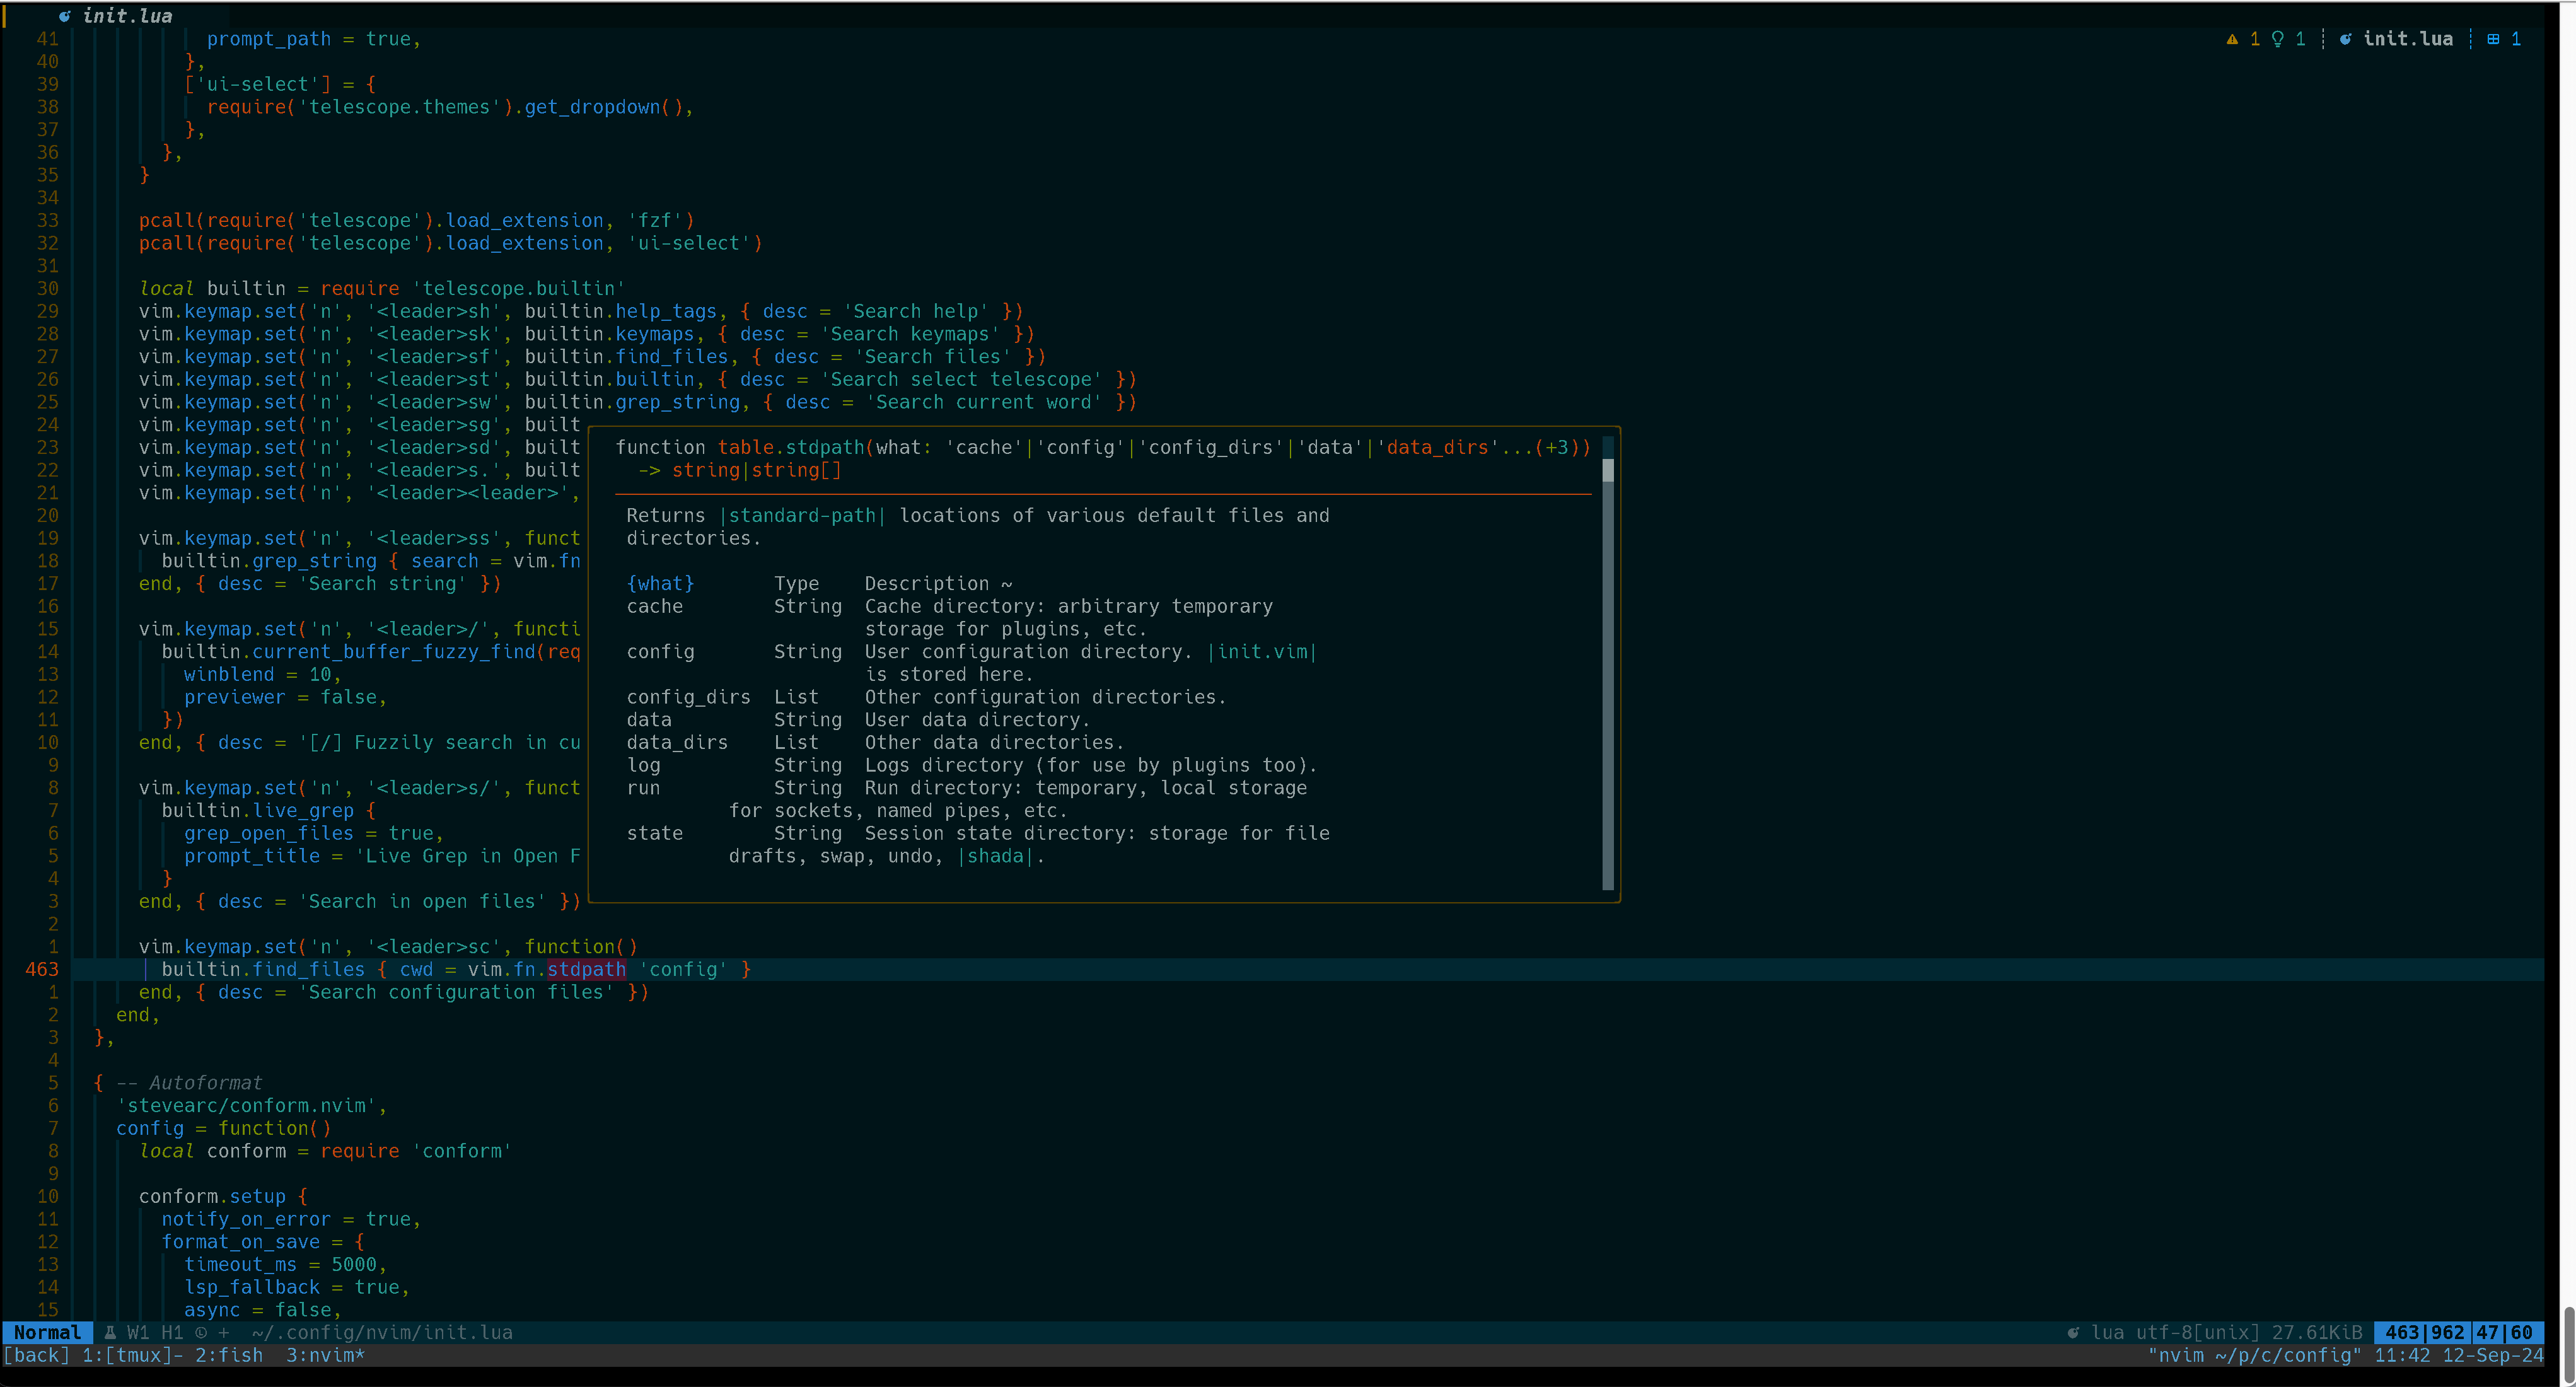 init.lua
41 prompt_path = true,
1 1 init.lua 1
40 },
39 ['ui-select'] = {
38 require('telescope.themes').get_dropdown(),
37 },
36 },
35 }
34
33 pcall(require('telescope').load_extension, 'fzf')
32 pcall(require('telescope').load_extension, 'ui-select')
31
30 local builtin = require 'telescope.builtin'
29 vim.keymap.set('n', '<leader>sh', builtin.help_tags, { desc = 'Search help' })
28 vim.keymap.set('n', '<leader>sk', builtin.keymaps, { desc = 'Search keymaps' })
27 vim.keymap.set('n', '<leader>sf', builtin.find_files, { desc = 'Search files' })
26 vim.keymap.set('n', '<leader>st', builtin.builtin, { desc = 'Search select telescope' })
25 vim.keymap.set('n', '<leader>sw', builtin.grep_string, { desc = 'Search current word' })
24 vim.keymap.set('n', '<leader>sg', built
23 vim.keymap.set('n', '<leader>sd', built
22 vim.keymap.set('n', '<leader>s.', built
21 vim.keymap.set('n', '<leader><leader>',
20
19 vim.keymap.set('n', '<leader>ss', funct
18 builtin.grep_string { search = vim.fn
17 end, { desc = 'Search string' })
16
15 vim.keymap.set('n', '<leader>/', functi
14 builtin.current_buffer_fuzzy_find(req
13 winblend = 10,
12 previewer = false,
11 })
10 end, { desc = '[/] Fuzzily search in cu
9
8 vim.keymap.set('n', '<leader>s/', funct
7 builtin.live_grep {
6 grep_open_files = true,
5 prompt_title = 'Live Grep in Open F
4 }
3 end, { desc = 'Search in open files' })
2
1 vim.keymap.set('n', '<leader>sc', function()
463 builtin.find_files { cwd = vim.fn.stdpath 'config' }
1 end, { desc = 'Search configuration files' })
2 end,
3 },
4
5 { -- Autoformat
6 'stevearc/conform.nvim',
7 config = function()
8 local conform = require 'conform'
9
10 conform.setup {
11 notify_on_error = true,
12 format_on_save = {
13 timeout_ms = 5000,
14 lsp_fallback = true,
15 async = false,
function table.stdpath(what: 'cache'|'config'|'config_dirs'|'data'|'data_dirs'...(+3))
-> string|string[]
Returns |standard-path| locations of various default files and
directories.
{what} Type Description ~
cache String Cache directory: arbitrary temporary
storage for plugins, etc.
config String User configuration directory. |init.vim|
is stored here.
config_dirs List Other configuration directories.
data String User data directory.
data_dirs List Other data directories.
log String Logs directory (for use by plugins too).
run String Run directory: temporary, local storage
for sockets, named pipes, etc.
state String Session state directory: storage for file
drafts, swap, undo, |shada|.
Normal W1 H1 © + ~/.config/nvim/init.lua lua utf-8[unix] 27.61KiB 463|962 47|60
[back] 1:[tmux]- 2:fish 3:nvim* "nvim ~/p/c/config" 11:42 12-Sep-24